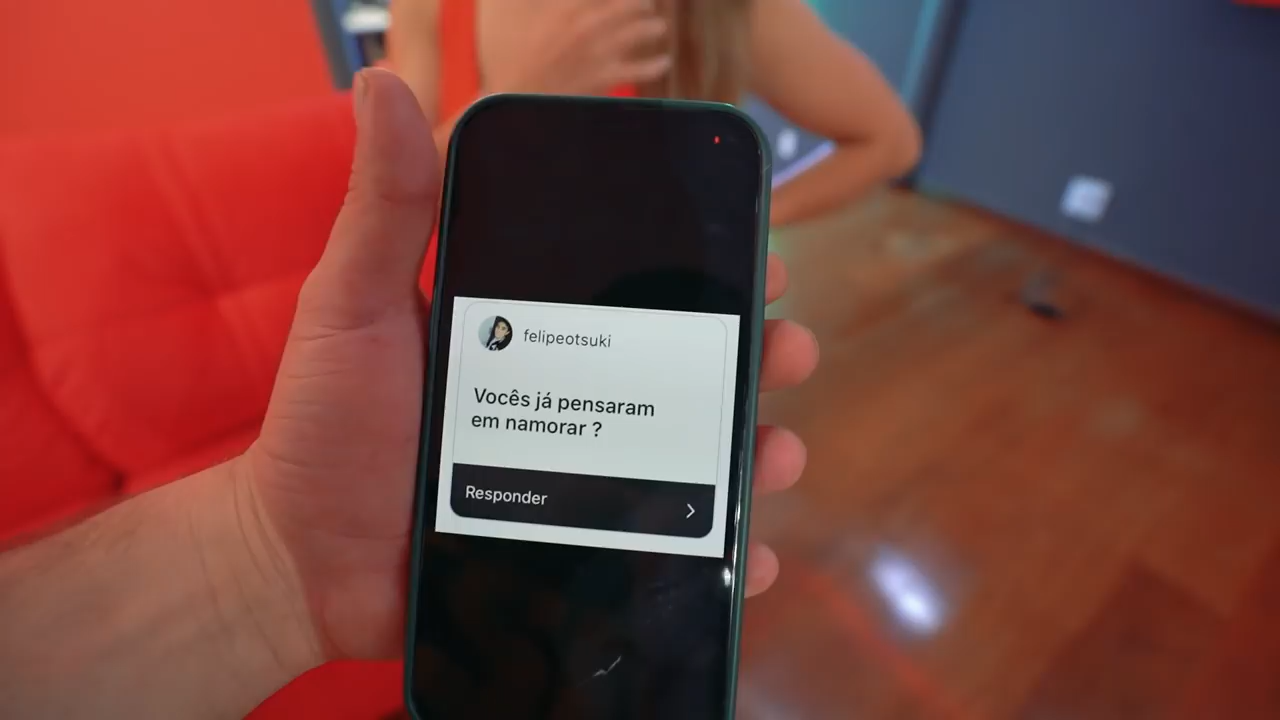 felipeotsuki
Vocês já pensaram
em namorar ?
Responder